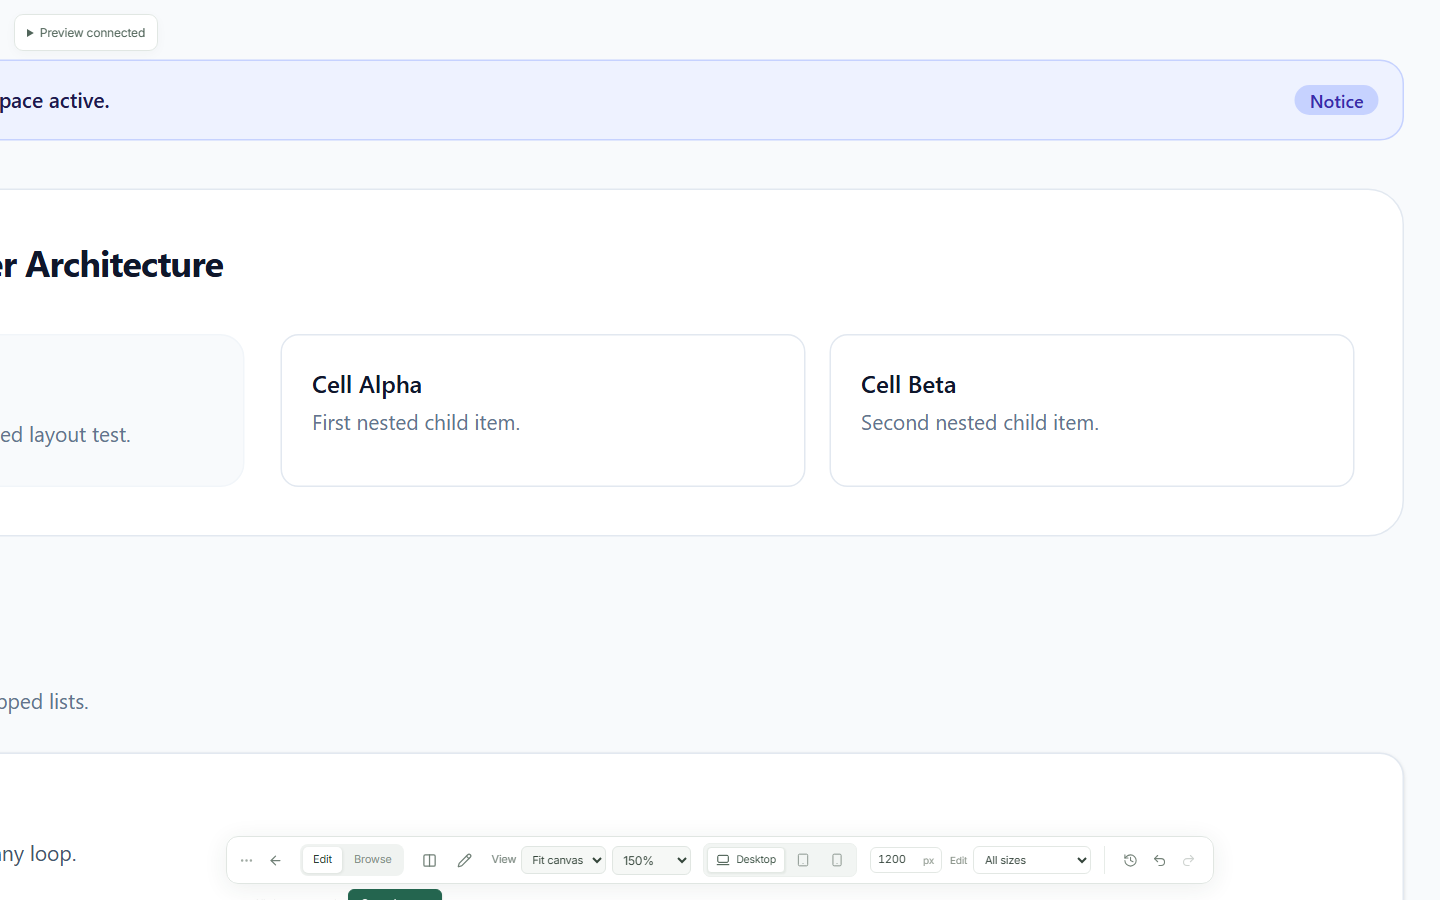 Preview connected
pace active.
Notice
er Architecture
Cell Alpha
Cell Beta
ed layout test.
First nested child item.
Second nested child item.
pped lists.
any loop.
Edit
Browse
View
Fit canvas
150%
Desktop
1200
px
Edit
All sizes